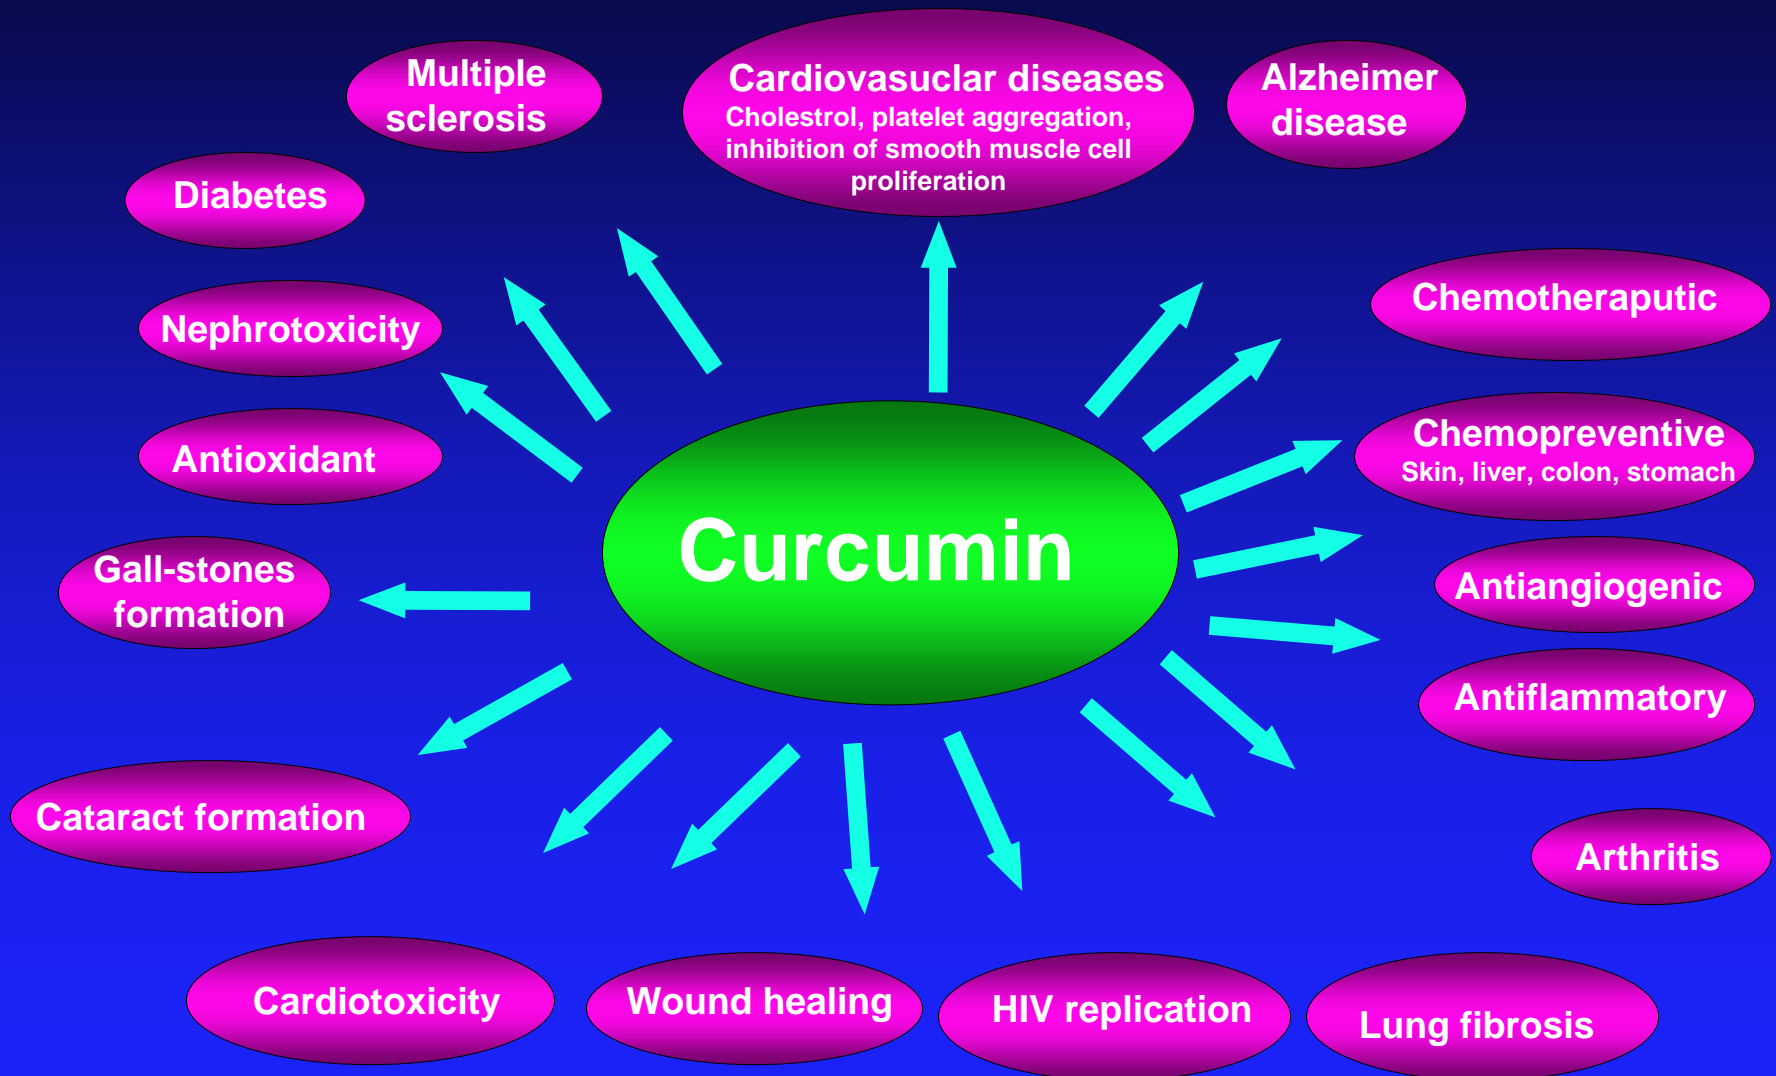 Multiple
sclerosis
Cardiovasuclar diseases
Cholestrol, platelet aggregation,
inhibition of smooth muscle cell
proliferation
Alzheimer
disease
Diabetes
Nephrotoxicity
Chemotheraputic
Antioxidant
Chemopreventive
Skin, liver, colon, stomach
Curcumin
Gall-stones
formation
Antiangiogenic
Antiflammatory
Cataract formation
Arthritis
Cardiotoxicity
Wound healing
HIV replication
Lung fibrosis